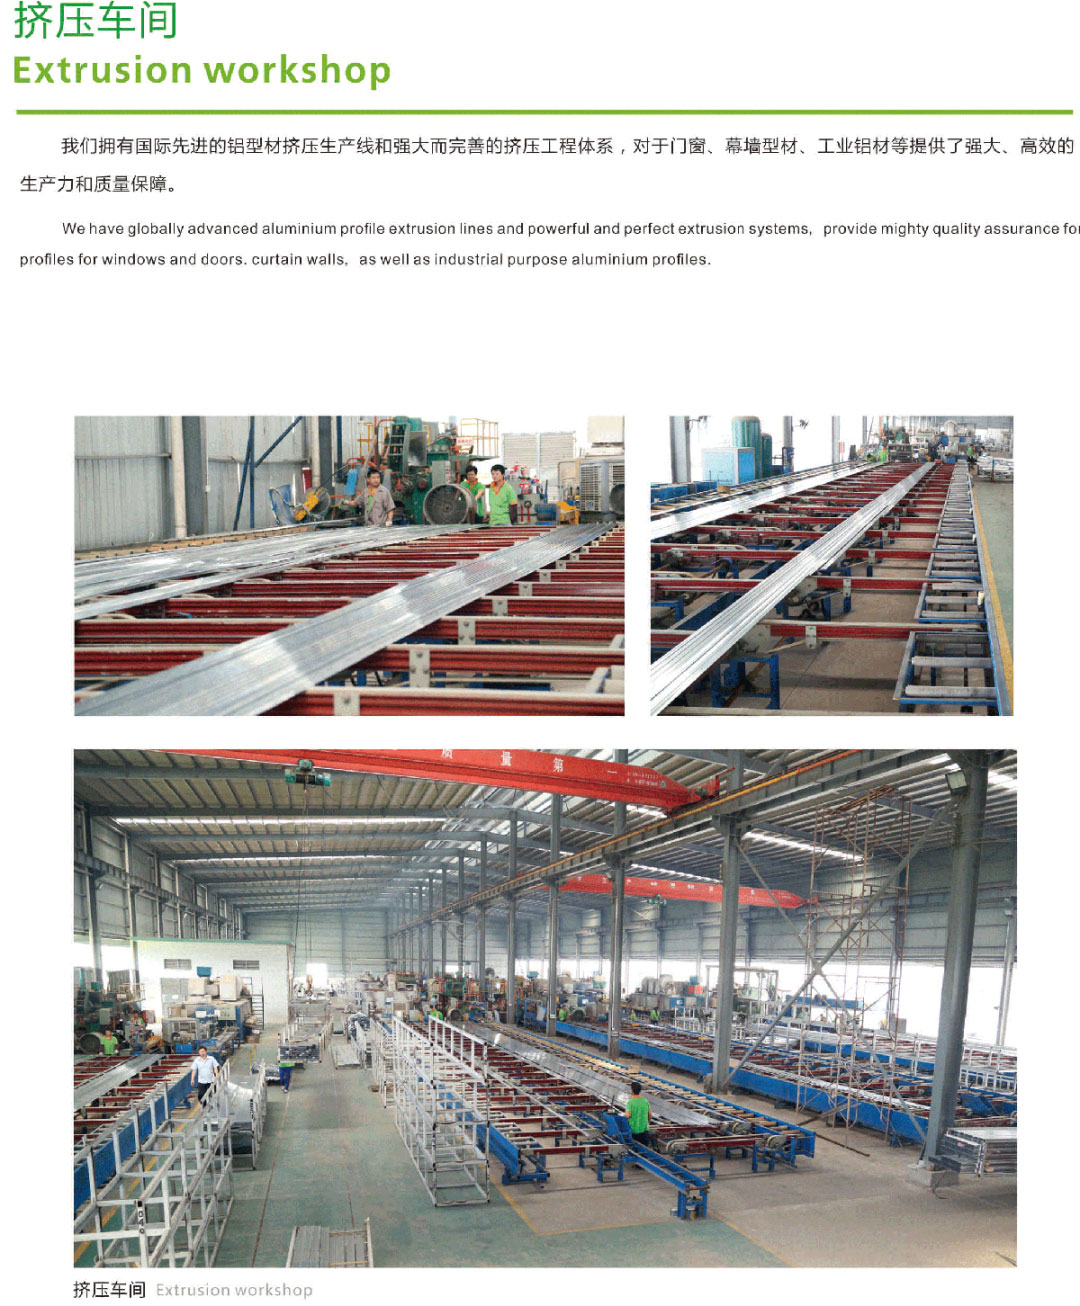 挤压车间
Extrusion workshop
我们拥有国际先进的铝型材挤压生产线和强大而完善的挤压工程体系，对于门窗、幕墙型材、工业铝材等提供了强大、高效的
生产力和质量保障。
We have globally advanced aluminium profile extrusion lines and powerful and perfect extrusion systems, provide mighty quality assurance for
profiles for windows and doors. curtain walls, as well as industrial purpose aluminium profiles.
质量第一
挤压车间 Extrusion workshop